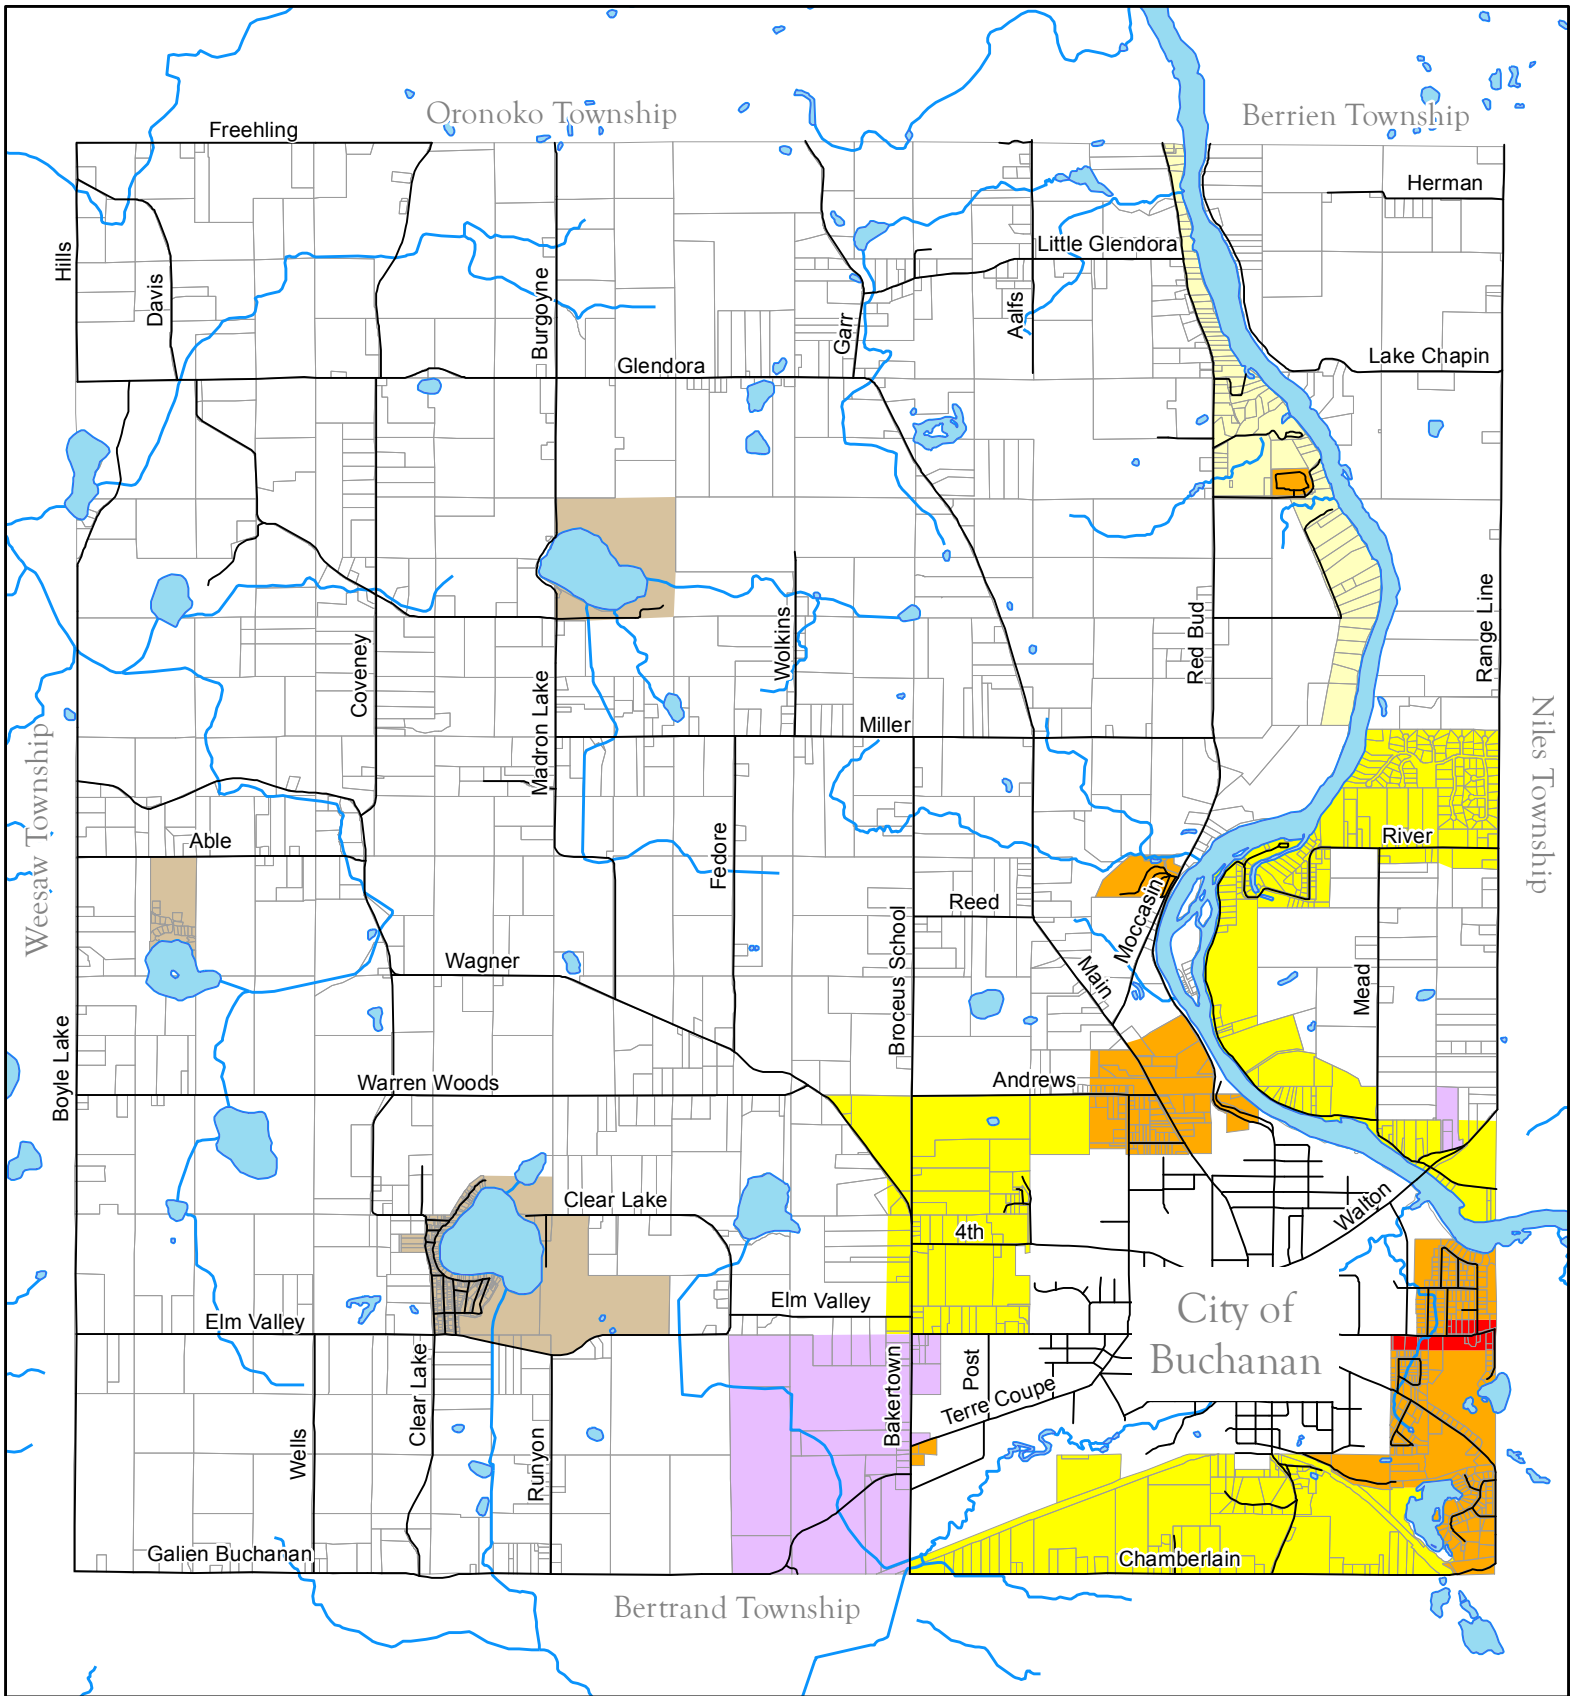 Oronoko Township
Berrien Township
Freehling
Herman
Hills
Davis
Burgoyne
Garr
Little Glendora
Aalfs
Glendora
Lake Chapin
Coveney
Madron Lake
Wolkins
Red Bud
Range Line
Miller
Weesaw Township
Niles Township
Able
Fedore
River
Reed
Broceus School
Moccasin
Main
Mead
Wagner
Boyle Lake
Warren Woods
Andrews
Clear Lake
4th
Walton
Elm Valley
Elm Valley
City of
Buchanan
Wells
Clear Lake
Runyon
Bakertown
Post
Terre Coupe
Galien Buchanan
Chamberlain
Bertrand Township